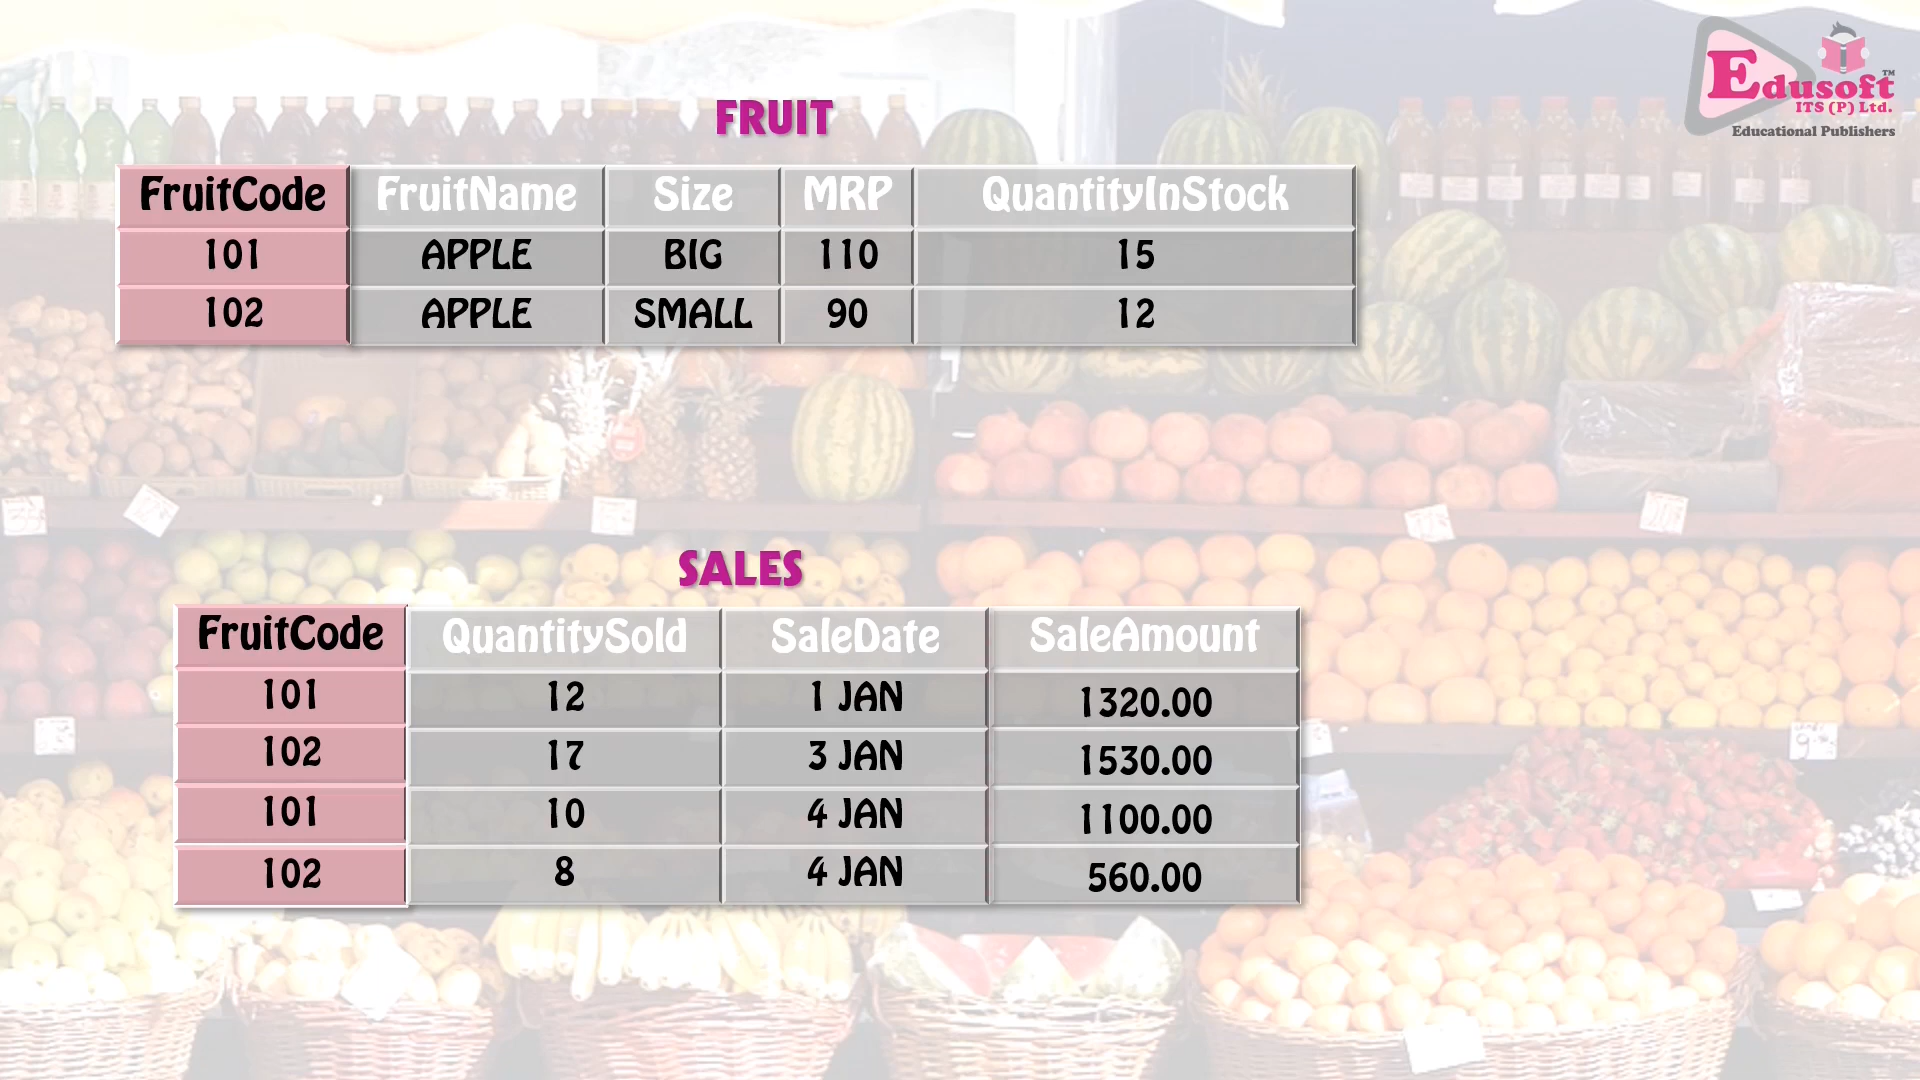 Edusoft™
ITS (P) Ltd.
Educational Publishers
FRUIT
FruitCode FruitName Size MRP QuantityInStock
101 APPLE BIG 110 15
102 APPLE SMALL 90 12
SALES
FruitCode QuantitySold SaleDate SaleAmount
101 12 1 JAN 1320.00
102 17 3 JAN 1530.00
101 10 4 JAN 1100.00
102 8 4 JAN 560.00